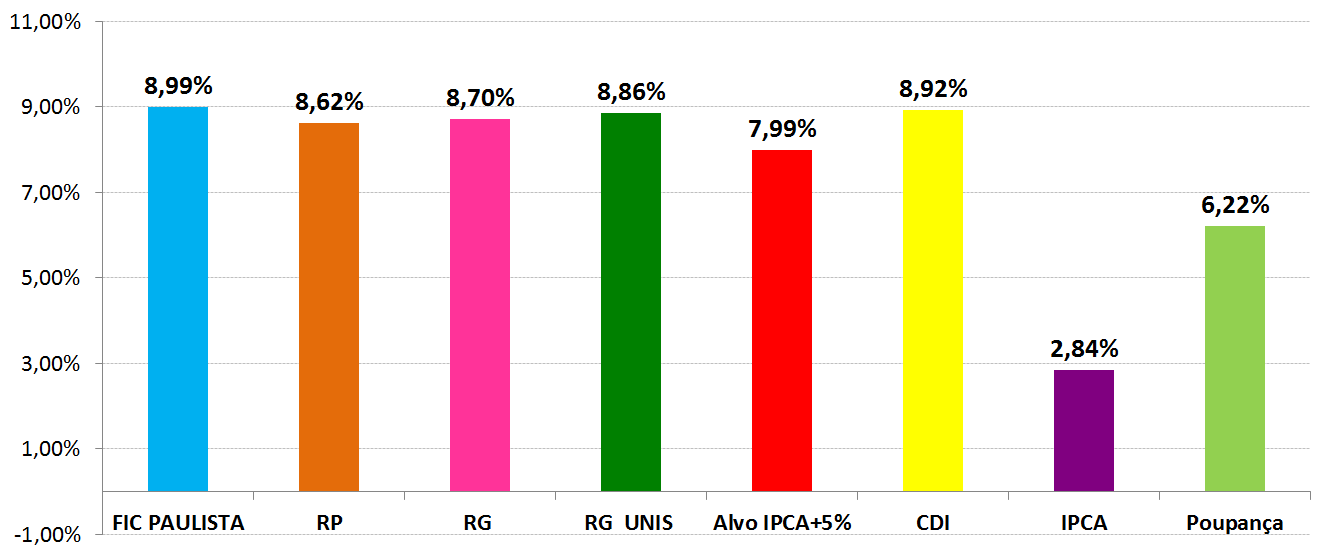 11,00%
9,00%
7,00%
5,00%
3,00%
1,00%
-1,00%
8,99%
8,62%
8,70%
8,86%
7,99%
8,92%
2,84%
6,22%
FIC PAULISTA
RP
RG
RG UNIS
Alvo IPCA+5%
CDI
IPCA
Poupança